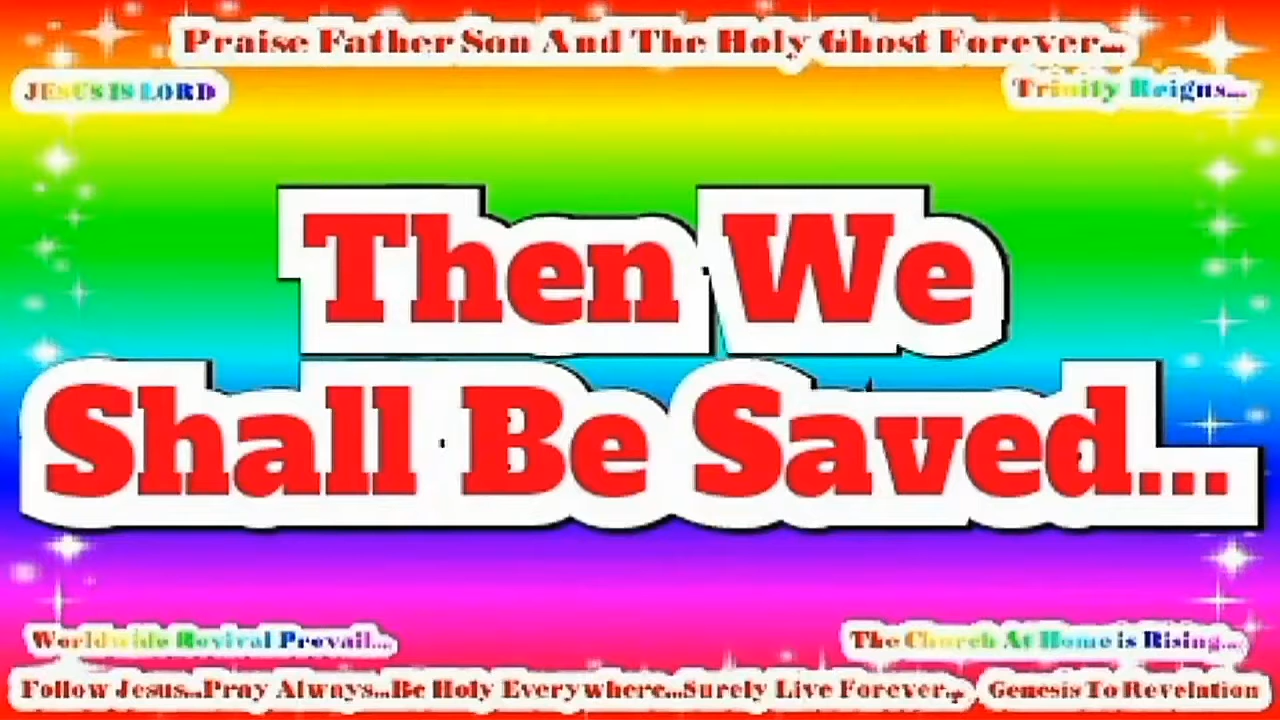 Praise Father Son And The Holy Ghost Forever...
JESUS IS LORD
Trinity Reigns...
Then We
Shall Be Saved...
Worldwide Revival Prevail...
The Church At Home is Rising...
Follow Jesus...Pray Always...Be Holy Everywhere...Surely Live Forever...
Genesis To Revelation